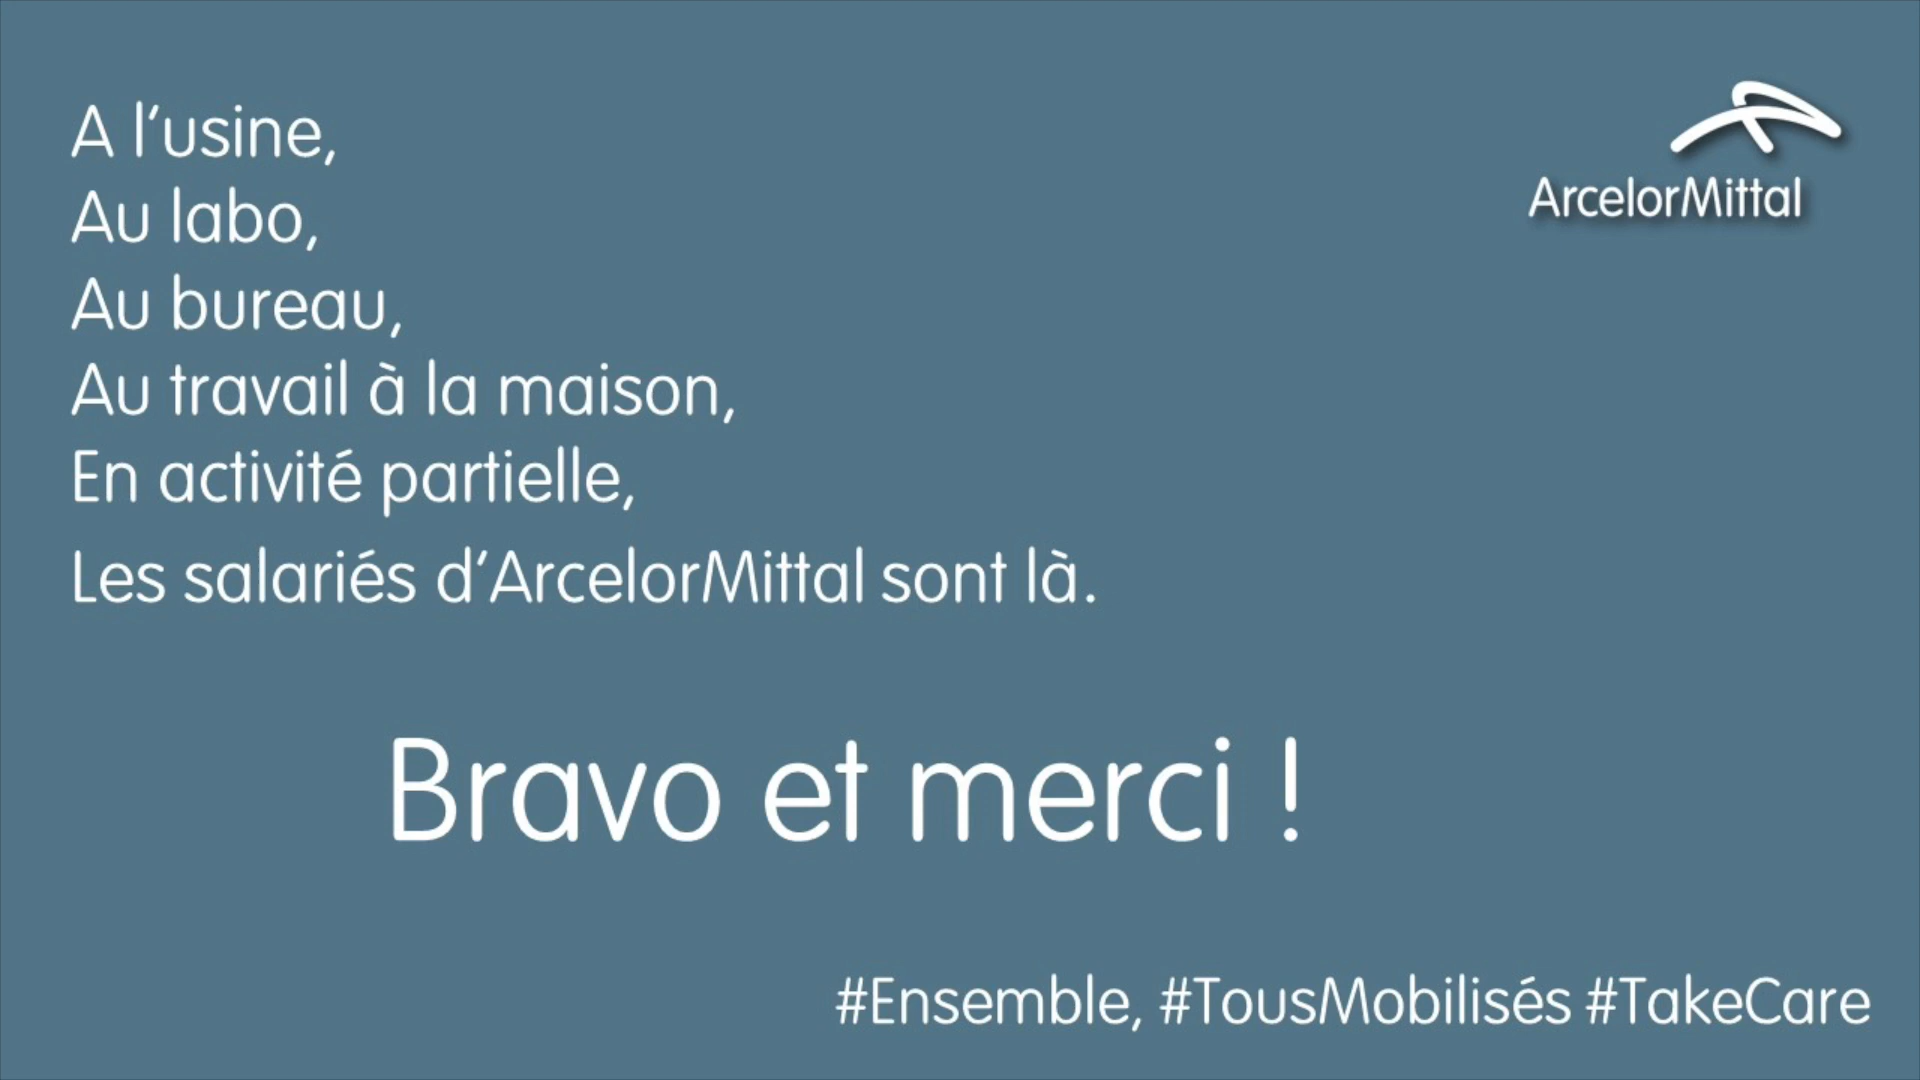 A l'usine,
Au labo,
Au bureau,
Au travail à la maison,
En activité partielle,
Les salariés d'ArcelorMittal sont là.
ArcelorMittal
Bravo et merci !
#Ensemble, #TousMobilisés #TakeCare